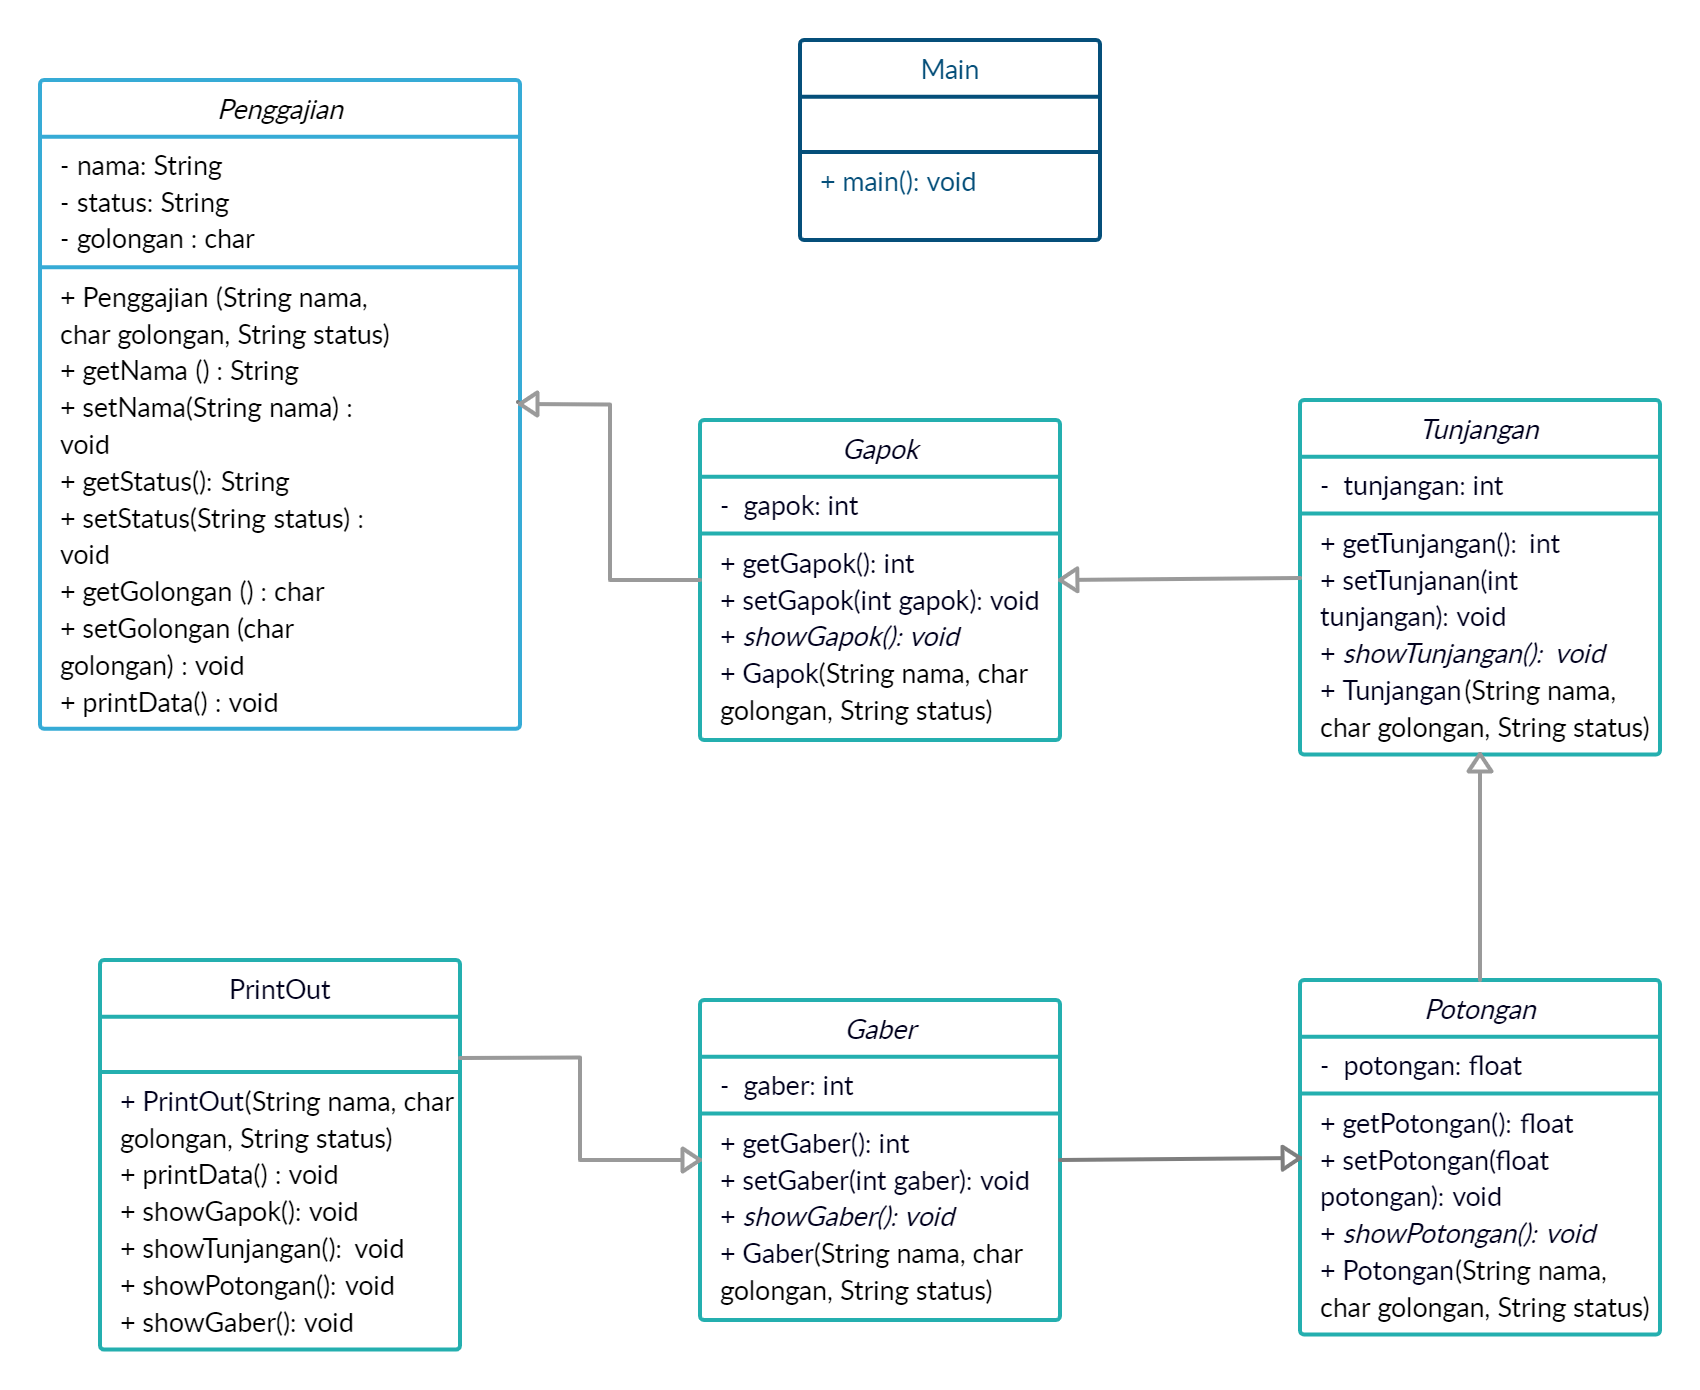 Main
+ main(): void
Penggajian
- nama: String
- status: String
- golongan : char
+ Penggajian (String nama,
char golongan, String status)
+ getNama () : String
+ setNama(String nama) :
void
+ getStatus(): String
+ setStatus(String status) :
void
+ getGolongan () : char
+ setGolongan (char
golongan) : void
+ printData() : void
Gapok
- gapok: int
+ getGapok(): int
+ setGapok(int gapok): void
+ showGapok(): void
+ Gapok(String nama, char
golongan, String status)
Tunjangan
- tunjangan: int
+ getTunjangan(): int
+ setTunjanan(int
tunjangan): void
+ showTunjangan(): void
+ Tunjangan(String nama,
char golongan, String status)
PrintOut
+ PrintOut(String nama, char
golongan, String status)
+ printData() : void
+ showGapok(): void
+ showTunjangan(): void
+ showPotongan(): void
+ showGaber(): void
Gaber
- gaber: int
+ getGaber(): int
+ setGaber(int gaber): void
+ showGaber(): void
+ Gaber(String nama, char
golongan, String status)
Potongan
- potongan: float
+ getPotongan(): float
+ setPotongan(float
potongan): void
+ showPotongan(): void
+ Potongan(String nama,
char golongan, String status)